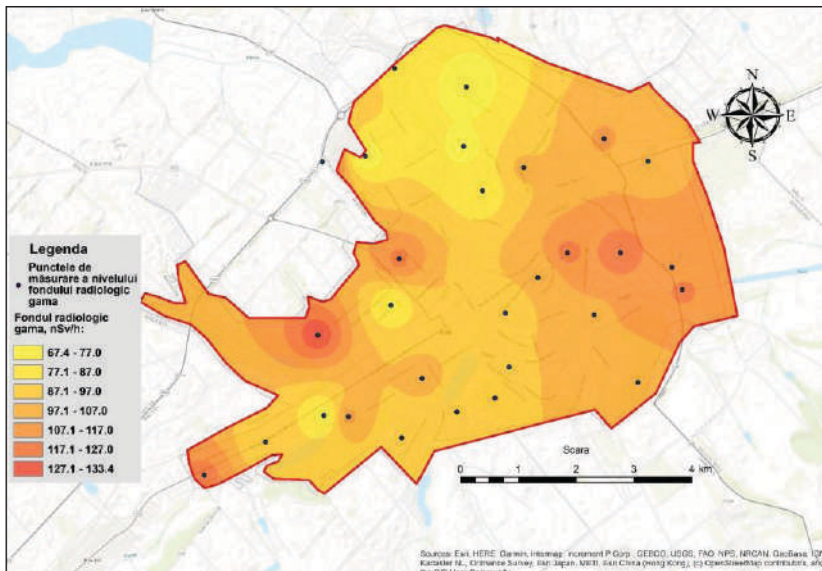 N
W E
S
Legenda
Punctele de
măsurare a nivelului
fondului radiologic
gama
Fondul radiologic
gama, nSv/h:
67.4 - 77.0
77.1 - 87.0
87.1 - 97.0
97.1 - 107.0
107.1 - 117.0
117.1 - 127.0
127.1 - 133.4
Scara
0 1 2 3 4 km
Sources: Esri, HERE, Garmin, Intermap, increment P Corp., GEBCO, USGS, FAO, NPS, NRCAN, GeoBase, IGN,
Kadaster NL, Ordnance Survey, Esri Japan, METI, Esri China (Hong Kong), (c) OpenStreetMap contributors, and